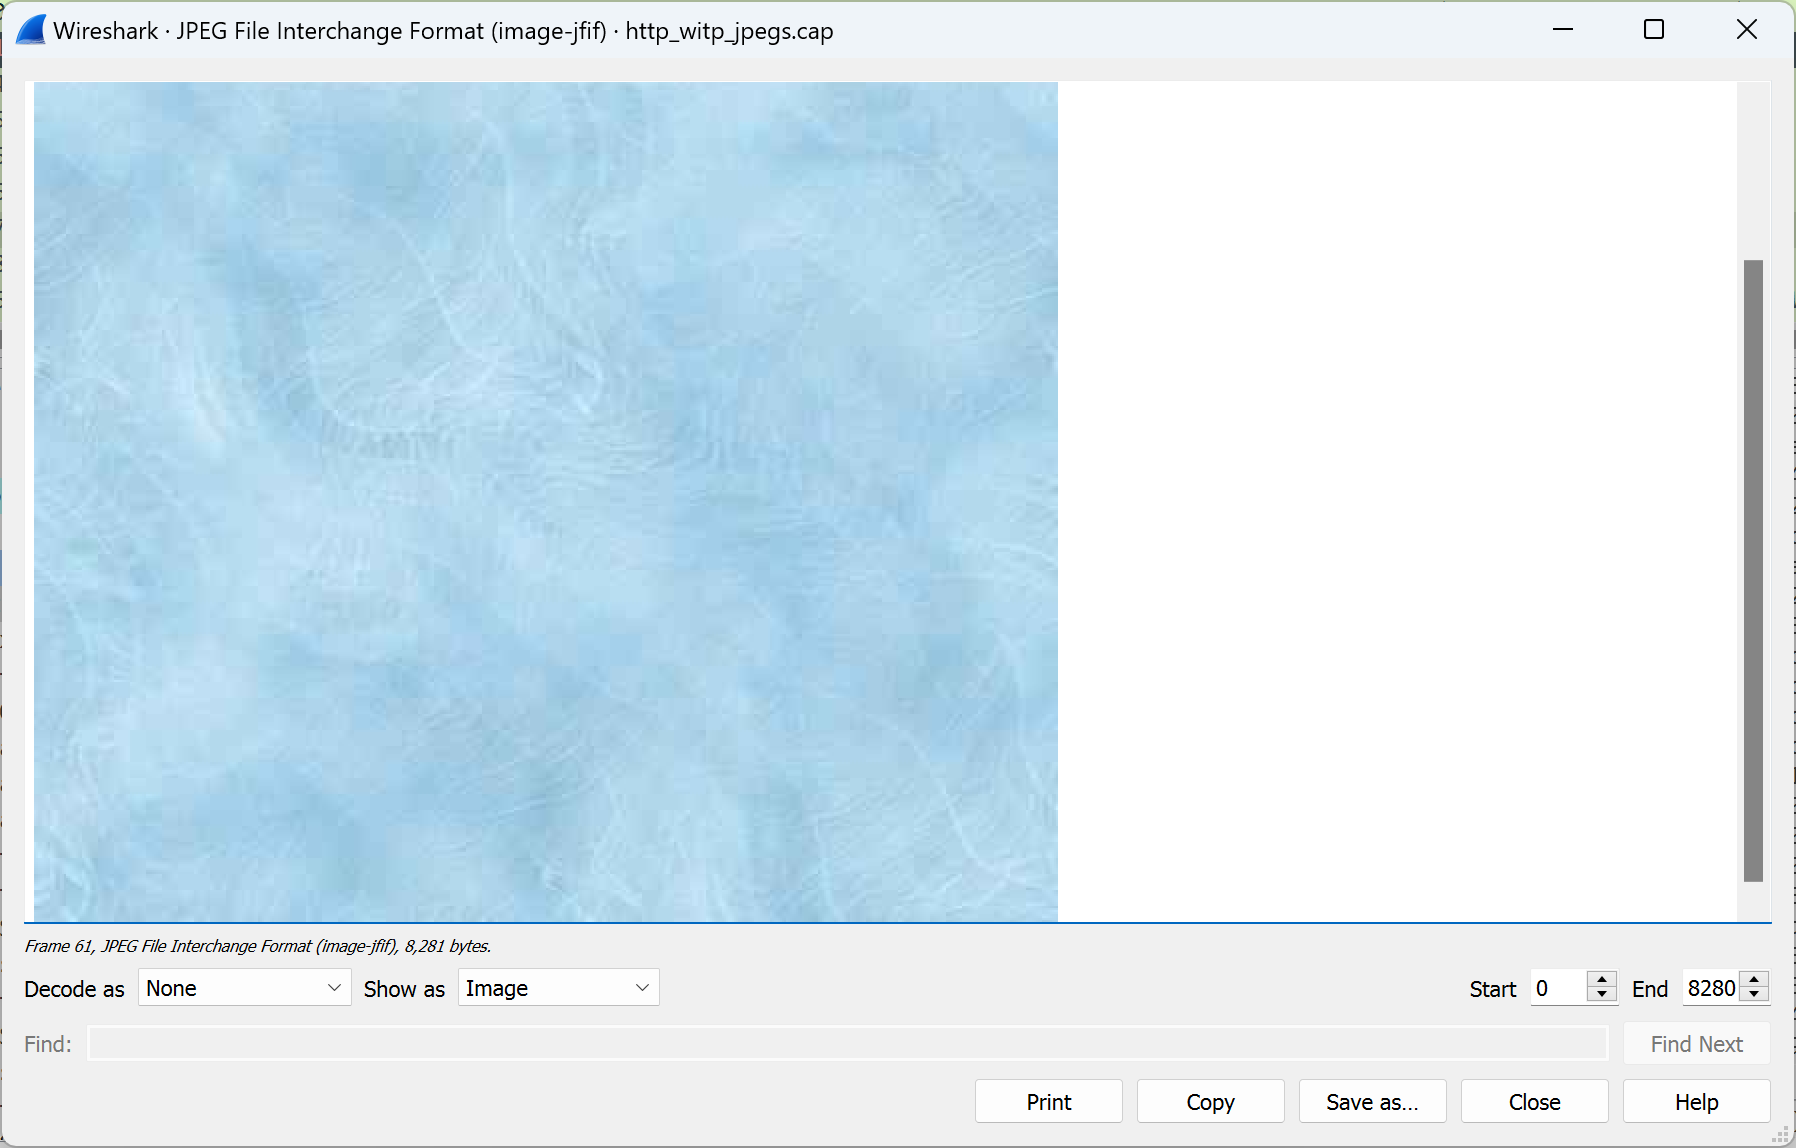 Wireshark · JPEG File Interchange Format (image-jfif) · http_witp_jpegs.cap
Frame 61, JPEG File Interchange Format (image-jfif), 8,281 bytes.
Decode as None Show as Image Start 0 End 8280
Find: Find Next
Print Copy Save as... Close Help